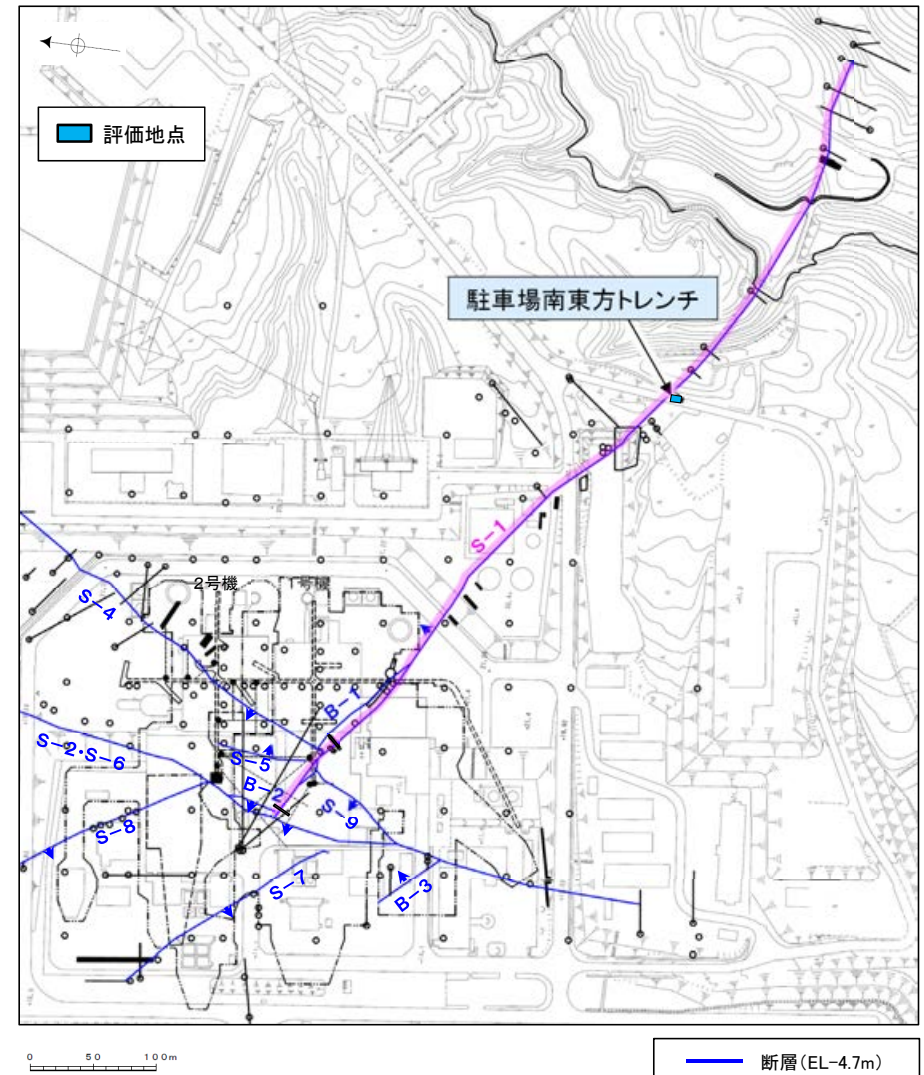 評価地点
駐車場南東方トレンチ
S-1
2号機
1号機
S-4
B-1
S-2・S-6
S-5
B-2
S-9
S-8
S-7
B-3
0 50 100m
断層(EL-4.7m)